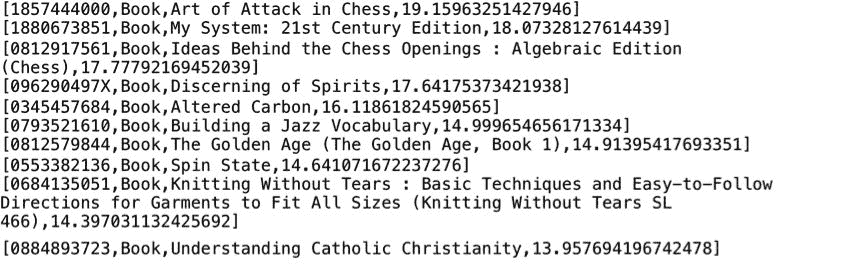 [1857444000,Book,Art of Attack in Chess,19.15963251427946]
[1880673851,Book,My System: 21st Century Edition,18.07328127614439]
[0812917561,Book,Ideas Behind the Chess Openings : Algebraic Edition
(Chess),17.77792169452039]
[096290497X,Book,Discerning of Spirits,17.64175373421938]
[0345457684,Book,Altered Carbon,16.11861824590565]
[0793521610,Book,Building a Jazz Vocabulary,14.999654656171334]
[0812579844,Book,The Golden Age (The Golden Age, Book 1),14.91395417693351]
[0553382136,Book,Spin State,14.641071672237276]
[0684135051,Book,Knitting Without Tears : Basic Techniques and Easy-to-Follow
Directions for Garments to Fit All Sizes (Knitting Without Tears SL
466),14.397031132425692]
[0884893723,Book,Understanding Catholic Christianity,13.957694196742478]